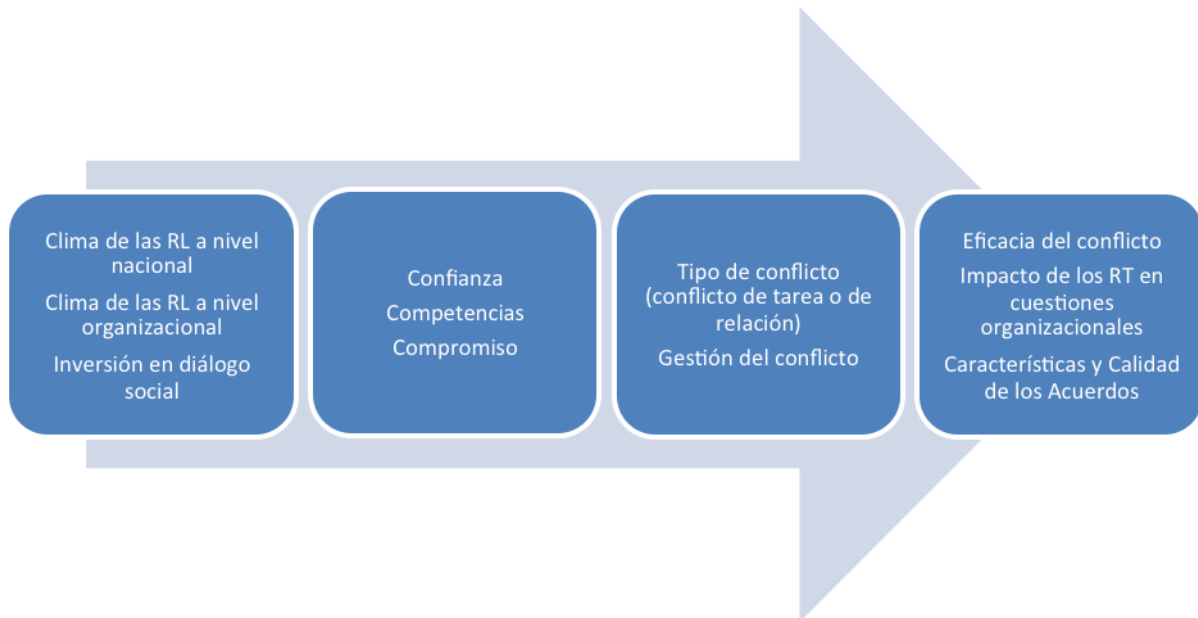 Clima de las RL a nivel
nacional
Clima de las RL a nivel
organizacional
Inversión en diálogo
social
Confianza
Competencias
Compromiso
Tipo de conflicto
(conflicto de tarea o de
relación)
Gestión del conflicto
Eficacia del conflicto
Impacto de los RT en
cuestiones
organizacionales
Características y Calidad
de los Acuerdos